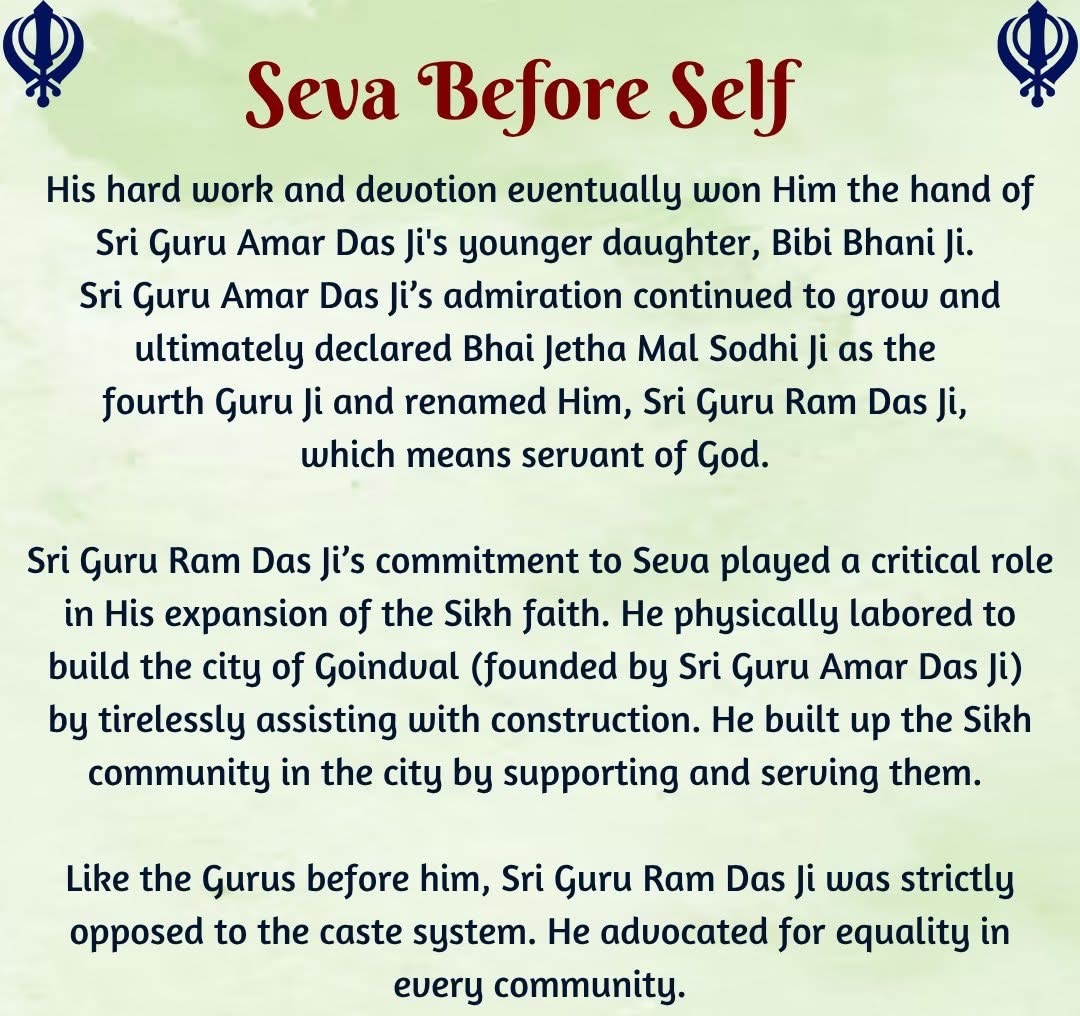 Seva Before Self
His hard work and devotion eventually won Him the hand of
Sri Guru Amar Das Ji's younger daughter, Bibi Bhani Ji.
Sri Guru Amar Das Ji’s admiration continued to grow and
ultimately declared Bhai Jetha Mal Sodhi Ji as the
fourth Guru Ji and renamed Him, Sri Guru Ram Das Ji,
which means servant of God.
Sri Guru Ram Das Ji’s commitment to Seva played a critical role
in His expansion of the Sikh faith. He physically labored to
build the city of Goindval (founded by Sri Guru Amar Das Ji)
by tirelessly assisting with construction. He built up the Sikh
community in the city by supporting and serving them.
Like the Gurus before him, Sri Guru Ram Das Ji was strictly
opposed to the caste system. He advocated for equality in
every community.